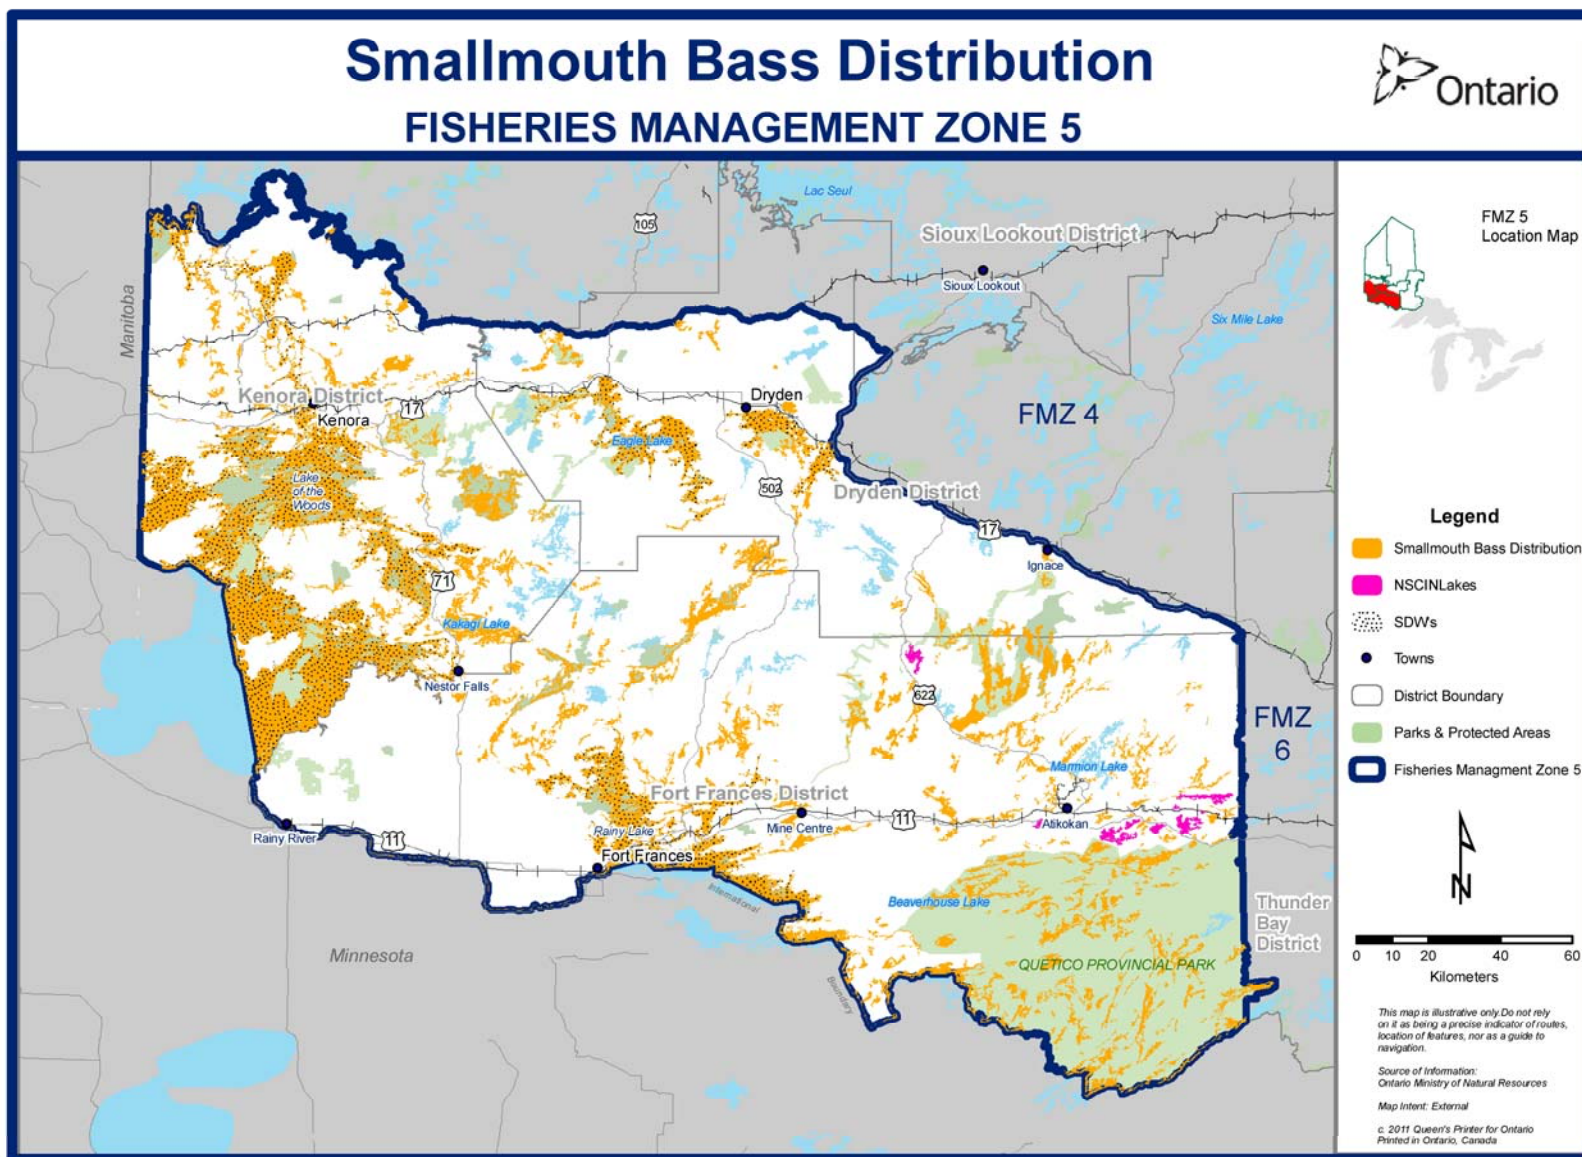 Smallmouth Bass Distribution
FISHERIES MANAGEMENT ZONE 5
Ontario
Lac Seul
105
Sioux Lookout District
Sioux Lookout
Six Mile Lake
Manitoba
Kenora District
Kenora
17
Dryden
FMZ 4
Eagle Lake
Lake
of the
Woods
502
Dryden District
17
Ignace
71
Kakagi Lake
Nestor Falls
622
FMZ
6
Marmion Lake
Fort Frances District
Rainy River
11
Rainy Lake
Mine Centre
11
Atikokan
Fort Frances
International
Beaverhouse Lake
Thunder
Bay
District
Minnesota
Boundary
QUETICO PROVINCIAL PARK
FMZ 5
Location Map
Legend
Smallmouth Bass Distribution
NSCINLakes
SDWs
Towns
District Boundary
Parks & Protected Areas
Fisheries Managment Zone 5
N
0 10 20 40 60
Kilometers
This map is illustrative only.Do not rely
on it as being a precise indicator of routes,
location of features, nor as a guide to
navigation.
Source of Information:
Ontario Ministry of Natural Resources
Map Intent: External
c. 2011 Queen's Printer for Ontario
Printed in Ontario, Canada